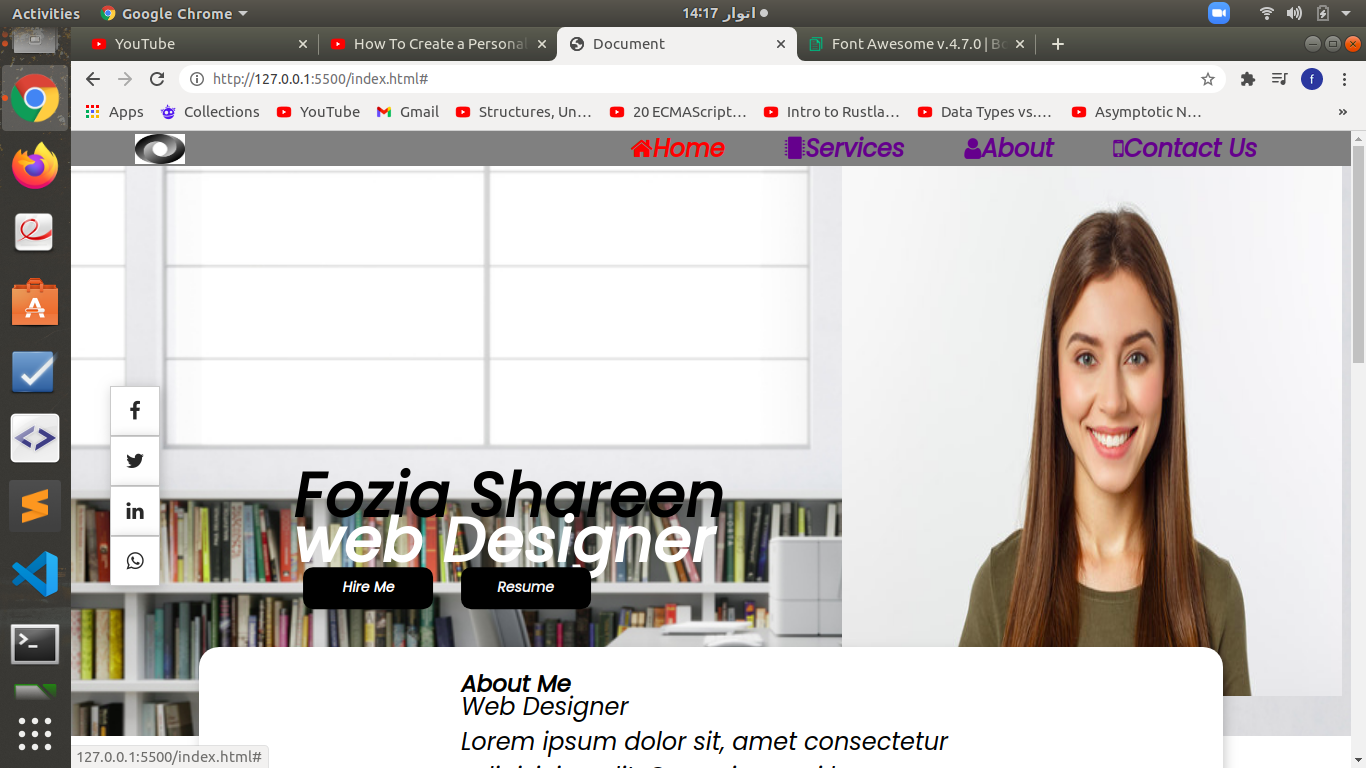 Activities
Google Chrome
اتوار 14:17
YouTube
How To Create a Personal
Document
Font Awesome v.4.7.0 | Bo
http://127.0.0.1:5500/index.html#
f
Apps
Collections
YouTube
Gmail
Structures, Un…
20 ECMAScript…
Intro to Rustla…
Data Types vs.…
Asymptotic N…
»
Home
Services
About
Contact Us
Fozia Shareen
web Designer
Hire Me
Resume
About Me
Web Designer
Lorem ipsum dolor sit, amet consectetur
127.0.0.1:5500/index.html#